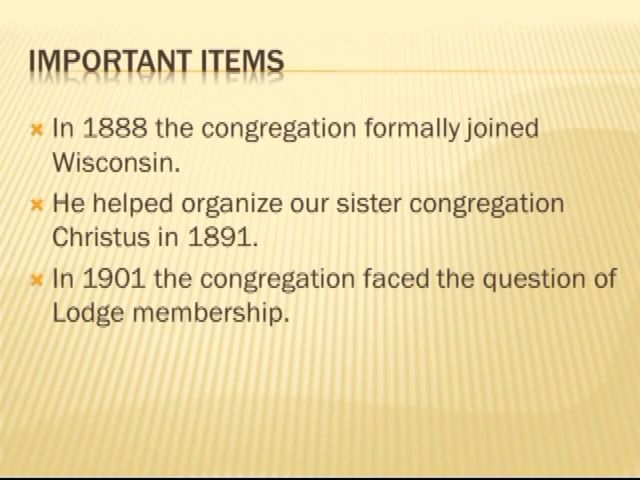 IMPORTANT ITEMS
In 1888 the congregation formally joined
Wisconsin.
He helped organize our sister congregation
Christus in 1891.
In 1901 the congregation faced the question of
Lodge membership.